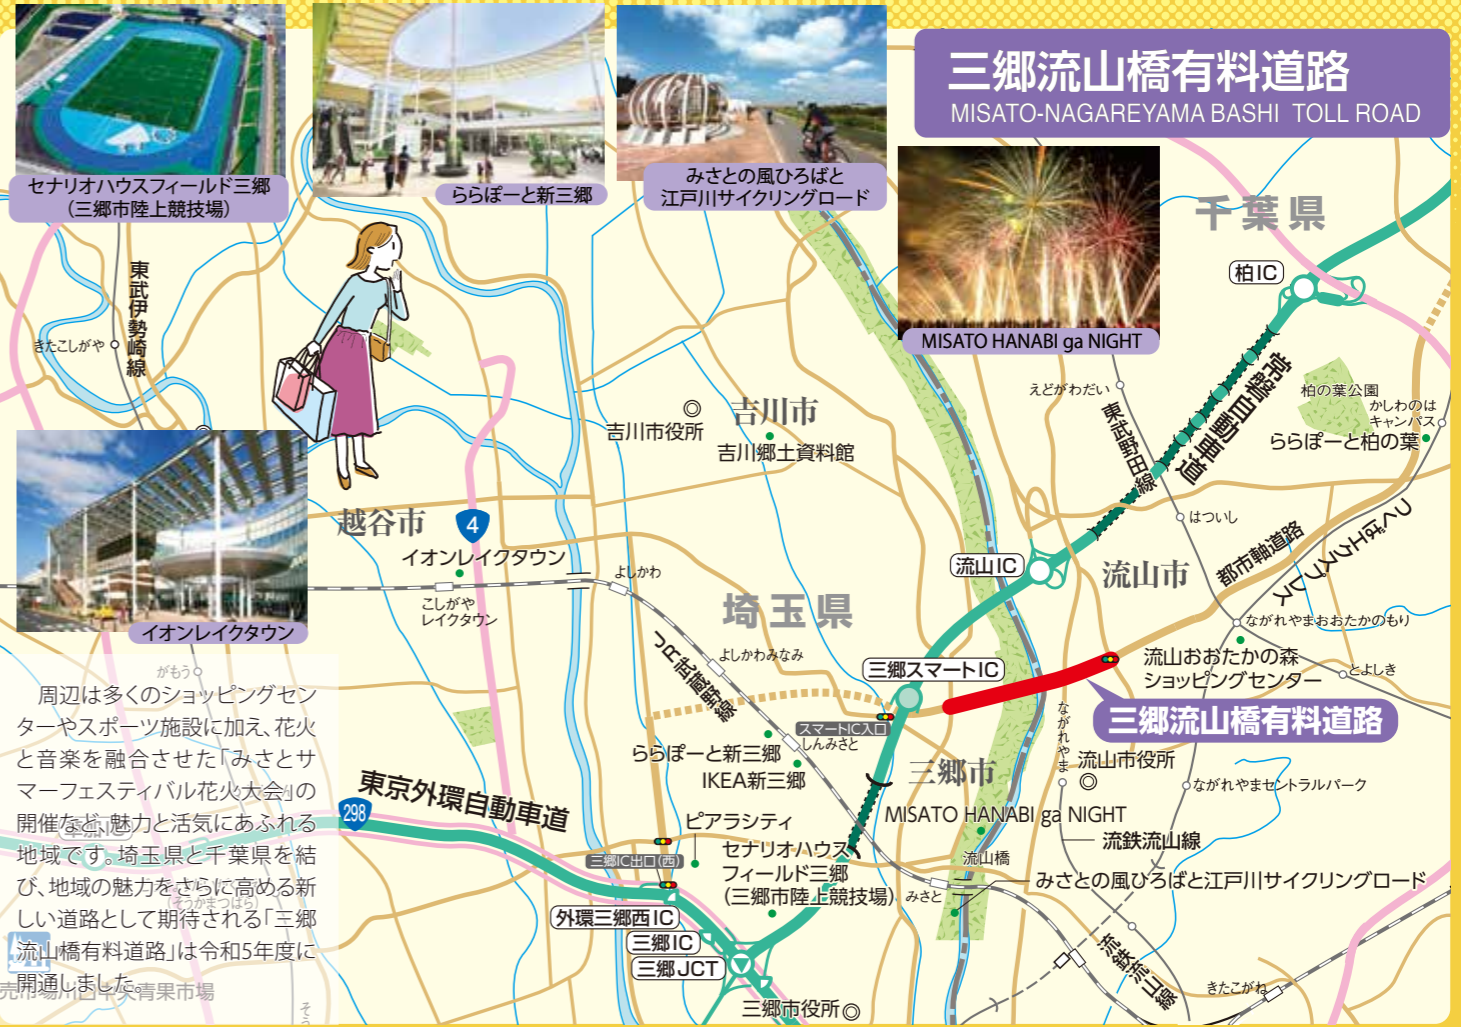 三郷流山橋有料道路
MISATO-NAGAREYAMA BASHI TOLL ROAD
セナリオハウスフィールド三郷
（三郷市陸上競技場）
ららぽーと新三郷
みさとの風ひろばと
江戸川サイクリングロード
MISATO HANABI ga NIGHT
千葉県
柏IC
東武伊勢崎線
きたこしがや
常磐自動車道
えどがわだい
東武野田線
柏の葉公園
かしわのは
キャンパス
ららぽーと柏の葉
吉川市役所
吉川市
吉川郷土資料館
越谷市
4
イオンレイクタウン
こしがや
レイクタウン
よしかわ
はついし
流山IC
流山市
都市軸道路
つくばエクスプレス
イオンレイクタウン
埼玉県
JR武蔵野線
よしかわみなみ
三郷スマートIC
スマートIC入口
しんみさと
ながれやまおおたかのもり
流山おおたかの森
ショッピングセンター
とよしき
三郷流山橋有料道路
ららぽーと新三郷
IKEA新三郷
三郷市
ながれやま
流山市役所
ながれやまセントラルパーク
がもう
周辺は多くのショッピングセン
ターやスポーツ施設に加え、花火
と音楽を融合させた「みさとサ
マーフェスティバル花火大会」の
開催など、魅力と活気にあふれる
地域です。埼玉県と千葉県を結
び、地域の魅力をさらに高める新
しい道路として期待される「三郷
流山橋有料道路」は令和5年度に
開通しました。
草加IC
（そうかまつばら）
298
東京外環自動車道
ピアラシティ
三郷IC出口(西)
セナリオハウス
フィールド三郷
（三郷市陸上競技場）
MISATO HANABI ga NIGHT
流山橋
流鉄流山線
みさとの風ひろばと江戸川サイクリングロード
みさと
外環三郷西IC
三郷IC
三郷JCT
三郷市役所
流鉄流山線
きたこがね
青果市場
そう